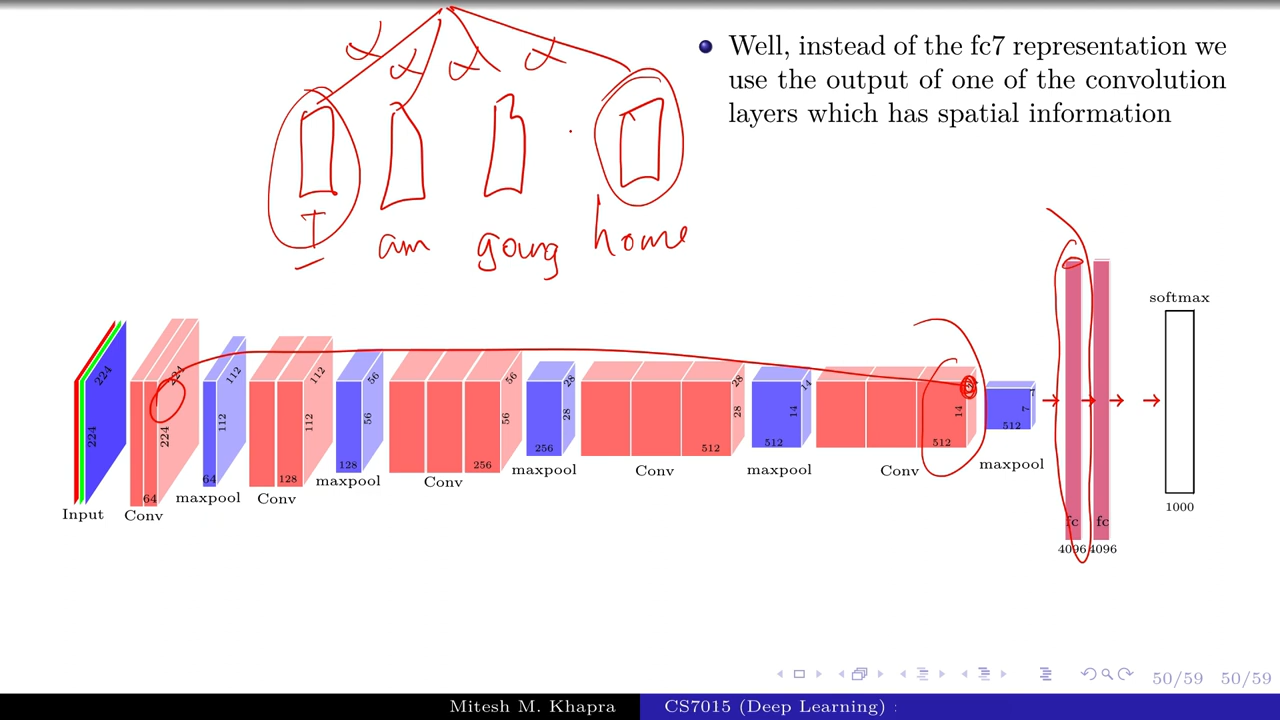 α α α α
I am going home
Well, instead of the fc7 representation we
use the output of one of the convolution
layers which has spatial information
224
224
Input
224
224
64
Conv
112
112
64
maxpool
112
112
128
Conv
56
56
128
maxpool
56
56
256
Conv
28
28
256
maxpool
28
28
512
Conv
14
14
512
maxpool
14
512
Conv
7
7
512
maxpool
fc
4096
fc
4096
softmax
1000
50/59 50/59
Mitesh M. Khapra
CS7015 (Deep Learning) :